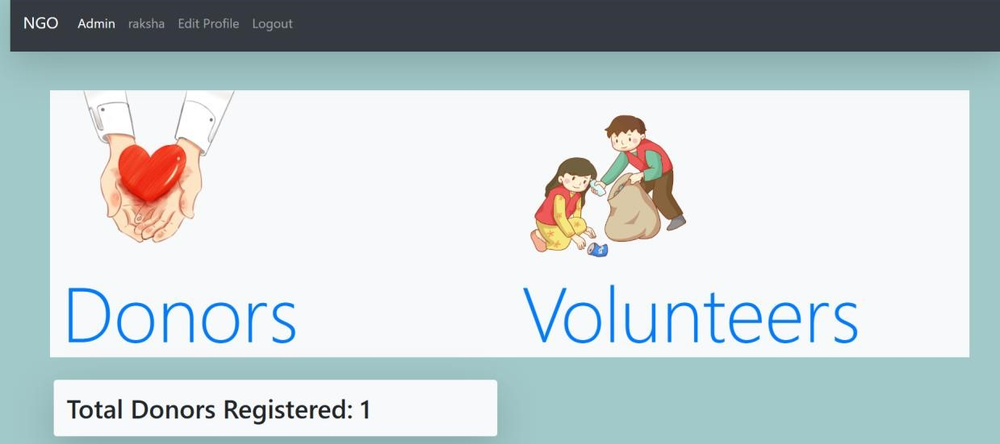 NGO Admin raksha Edit Profile Logout
Donors
Volunteers
Total Donors Registered: 1